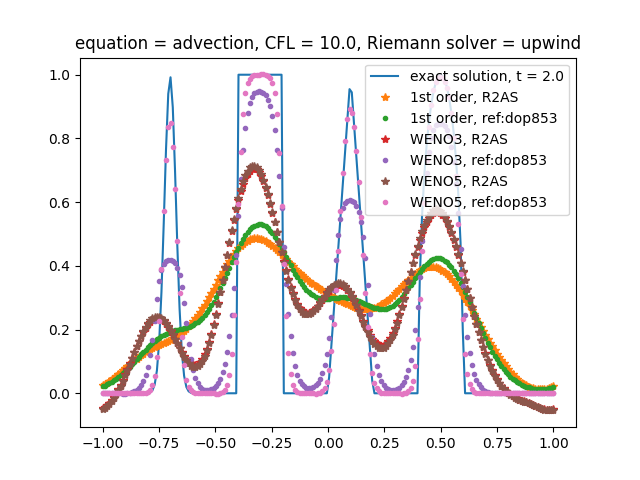 equation = advection, CFL = 10.0, Riemann solver = upwind
exact solution, t = 2.0
1st order, R2AS
1st order, ref:dop853
WENO3, R2AS
WENO3, ref:dop853
WENO5, R2AS
WENO5, ref:dop853
1.0
0.8
0.6
0.4
0.2
0.0
−1.00 −0.75 −0.50 −0.25 0.00 0.25 0.50 0.75 1.00